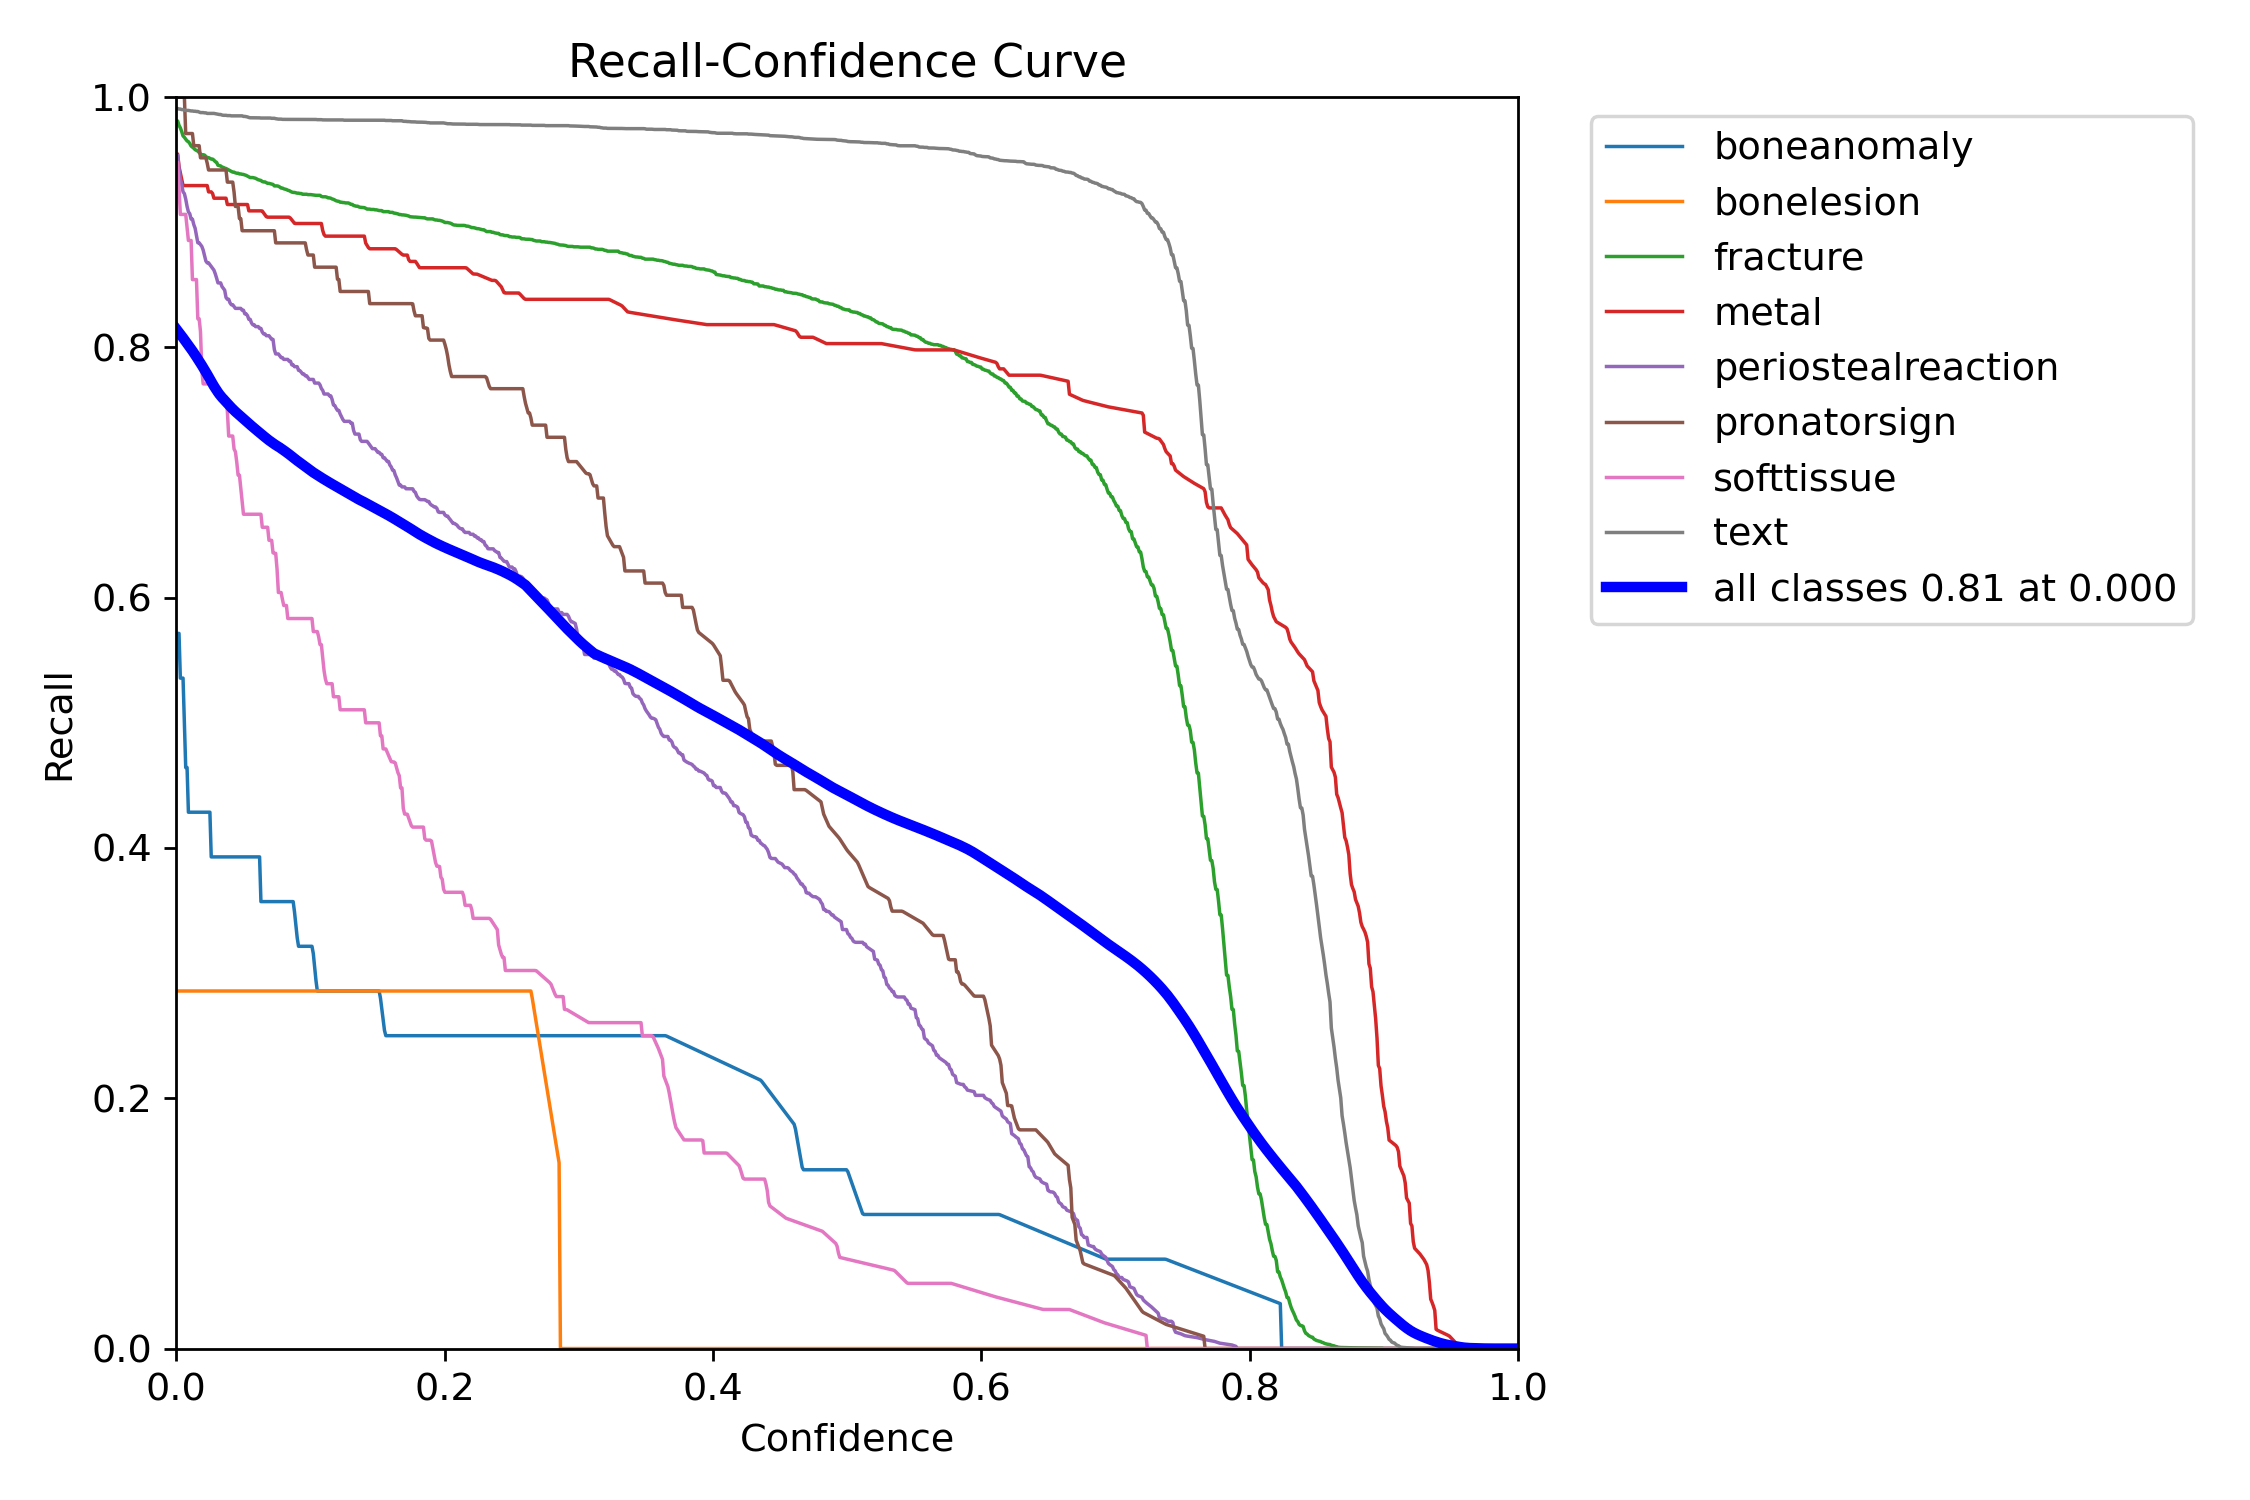 Recall-Confidence Curve
1.0
0.8
0.6
0.4
0.2
0.0
Recall
0.0 0.2 0.4 0.6 0.8 1.0
Confidence
boneanomaly
bonelesion
fracture
metal
periostealreaction
pronatorsign
softtissue
text
all classes 0.81 at 0.000